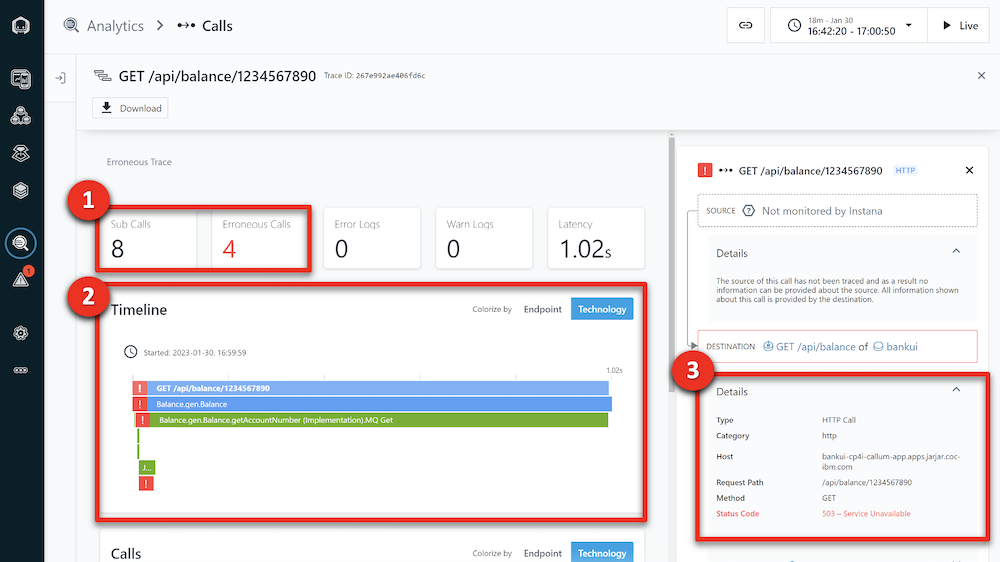 Analytics > Calls
18m - Jan 30
16:42:20 - 17:00:50
Live
GET /api/balance/1234567890 Trace ID: 267e992ae406fd6c
Download
Erroneous Trace
1
Sub Calls
8
Erroneous Calls
4
Error Logs
0
Warn Logs
0
Latency
1.02s
2
Timeline
Colorize by Endpoint Technology
Started: 2023-01-30, 16:59:59
1.02s
! GET /api/balance/1234567890
! Balance.gen.Balance
! Balance.gen.Balance.getAccountNumber (Implementation).MQ Get
J...
!
Calls
Colorize by Endpoint Technology
! GET /api/balance/1234567890 HTTP
SOURCE ? Not monitored by Instana
Details
The source of this call has not been traced and as a result no
information can be provided about the source. All information shown
about this call is provided by the destination.
DESTINATION GET /api/balance of bankui
3
Details
Type HTTP Call
Category http
Host bankui-cp4i-callum-app.apps.jarjar.coc-
ibm.com
Request Path /api/balance/1234567890
Method GET
Status Code 503 – Service Unavailable
1